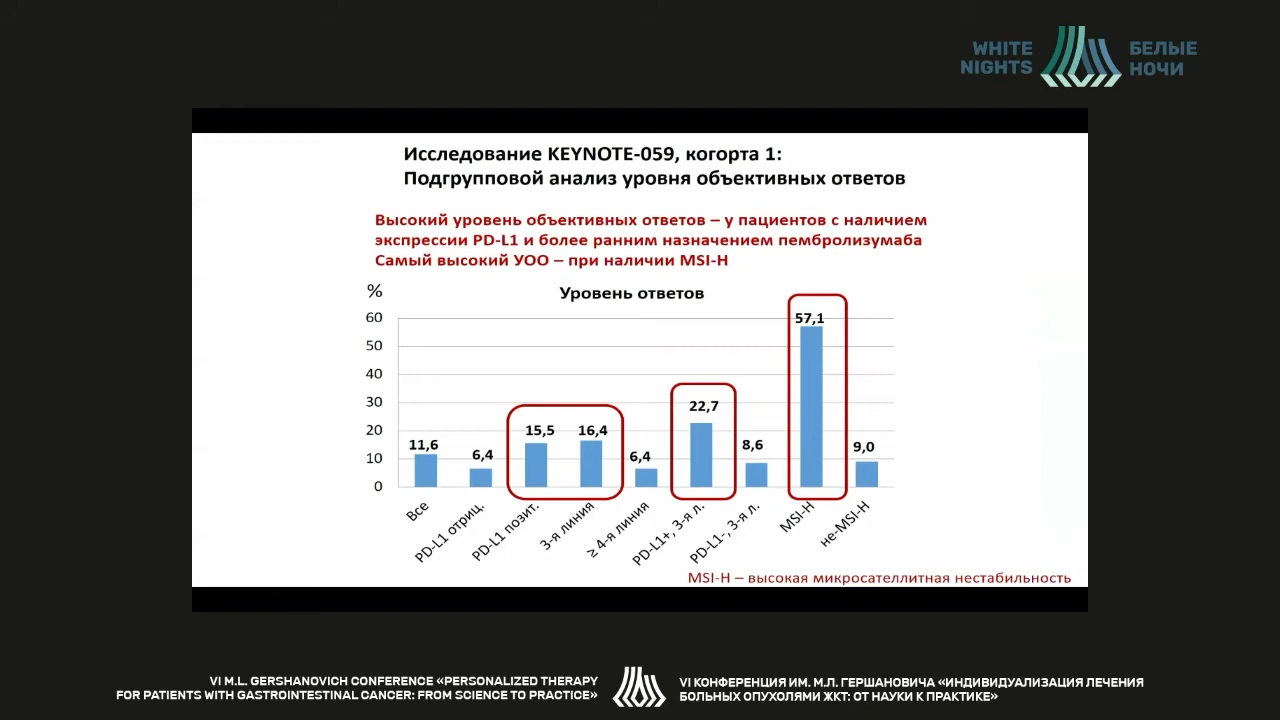 WHITE
NIGHTS
БЕЛЫЕ
НОЧИ
Исследование KEYNOTE-059, когорта 1:
Подгрупповой анализ уровня объективных ответов
Высокий уровень объективных ответов – у пациентов с наличием
экспрессии PD-L1 и более ранним назначением пембролизумаба
Самый высокий УОО – при наличии MSI-H
%
Уровень ответов
60
50
40
30
20
10
0
11,6
6,4
15,5
16,4
6,4
22,7
8,6
57,1
9,0
Все
PD-L1 отриц.
PD-L1 позит.
3-я линия
≥ 4-я линия
PD-L1+, 3-я л.
PD-L1-, 3-я л.
MSI-H
не-MSI-H
MSI-H – высокая микросателлитная нестабильность
VI M.L. GERSHANOVICH CONFERENCE «PERSONALIZED THERAPY
FOR PATIENTS WITH GASTROINTESTINAL CANCER: FROM SCIENCE TO PRACTICE»
VI КОНФЕРЕНЦИЯ ИМ. М.Л. ГЕРШАНОВИЧА «ИНДИВИДУАЛИЗАЦИЯ ЛЕЧЕНИЯ
БОЛЬНЫХ ОПУХОЛЯМИ ЖКТ: ОТ НАУКИ К ПРАКТИКЕ»